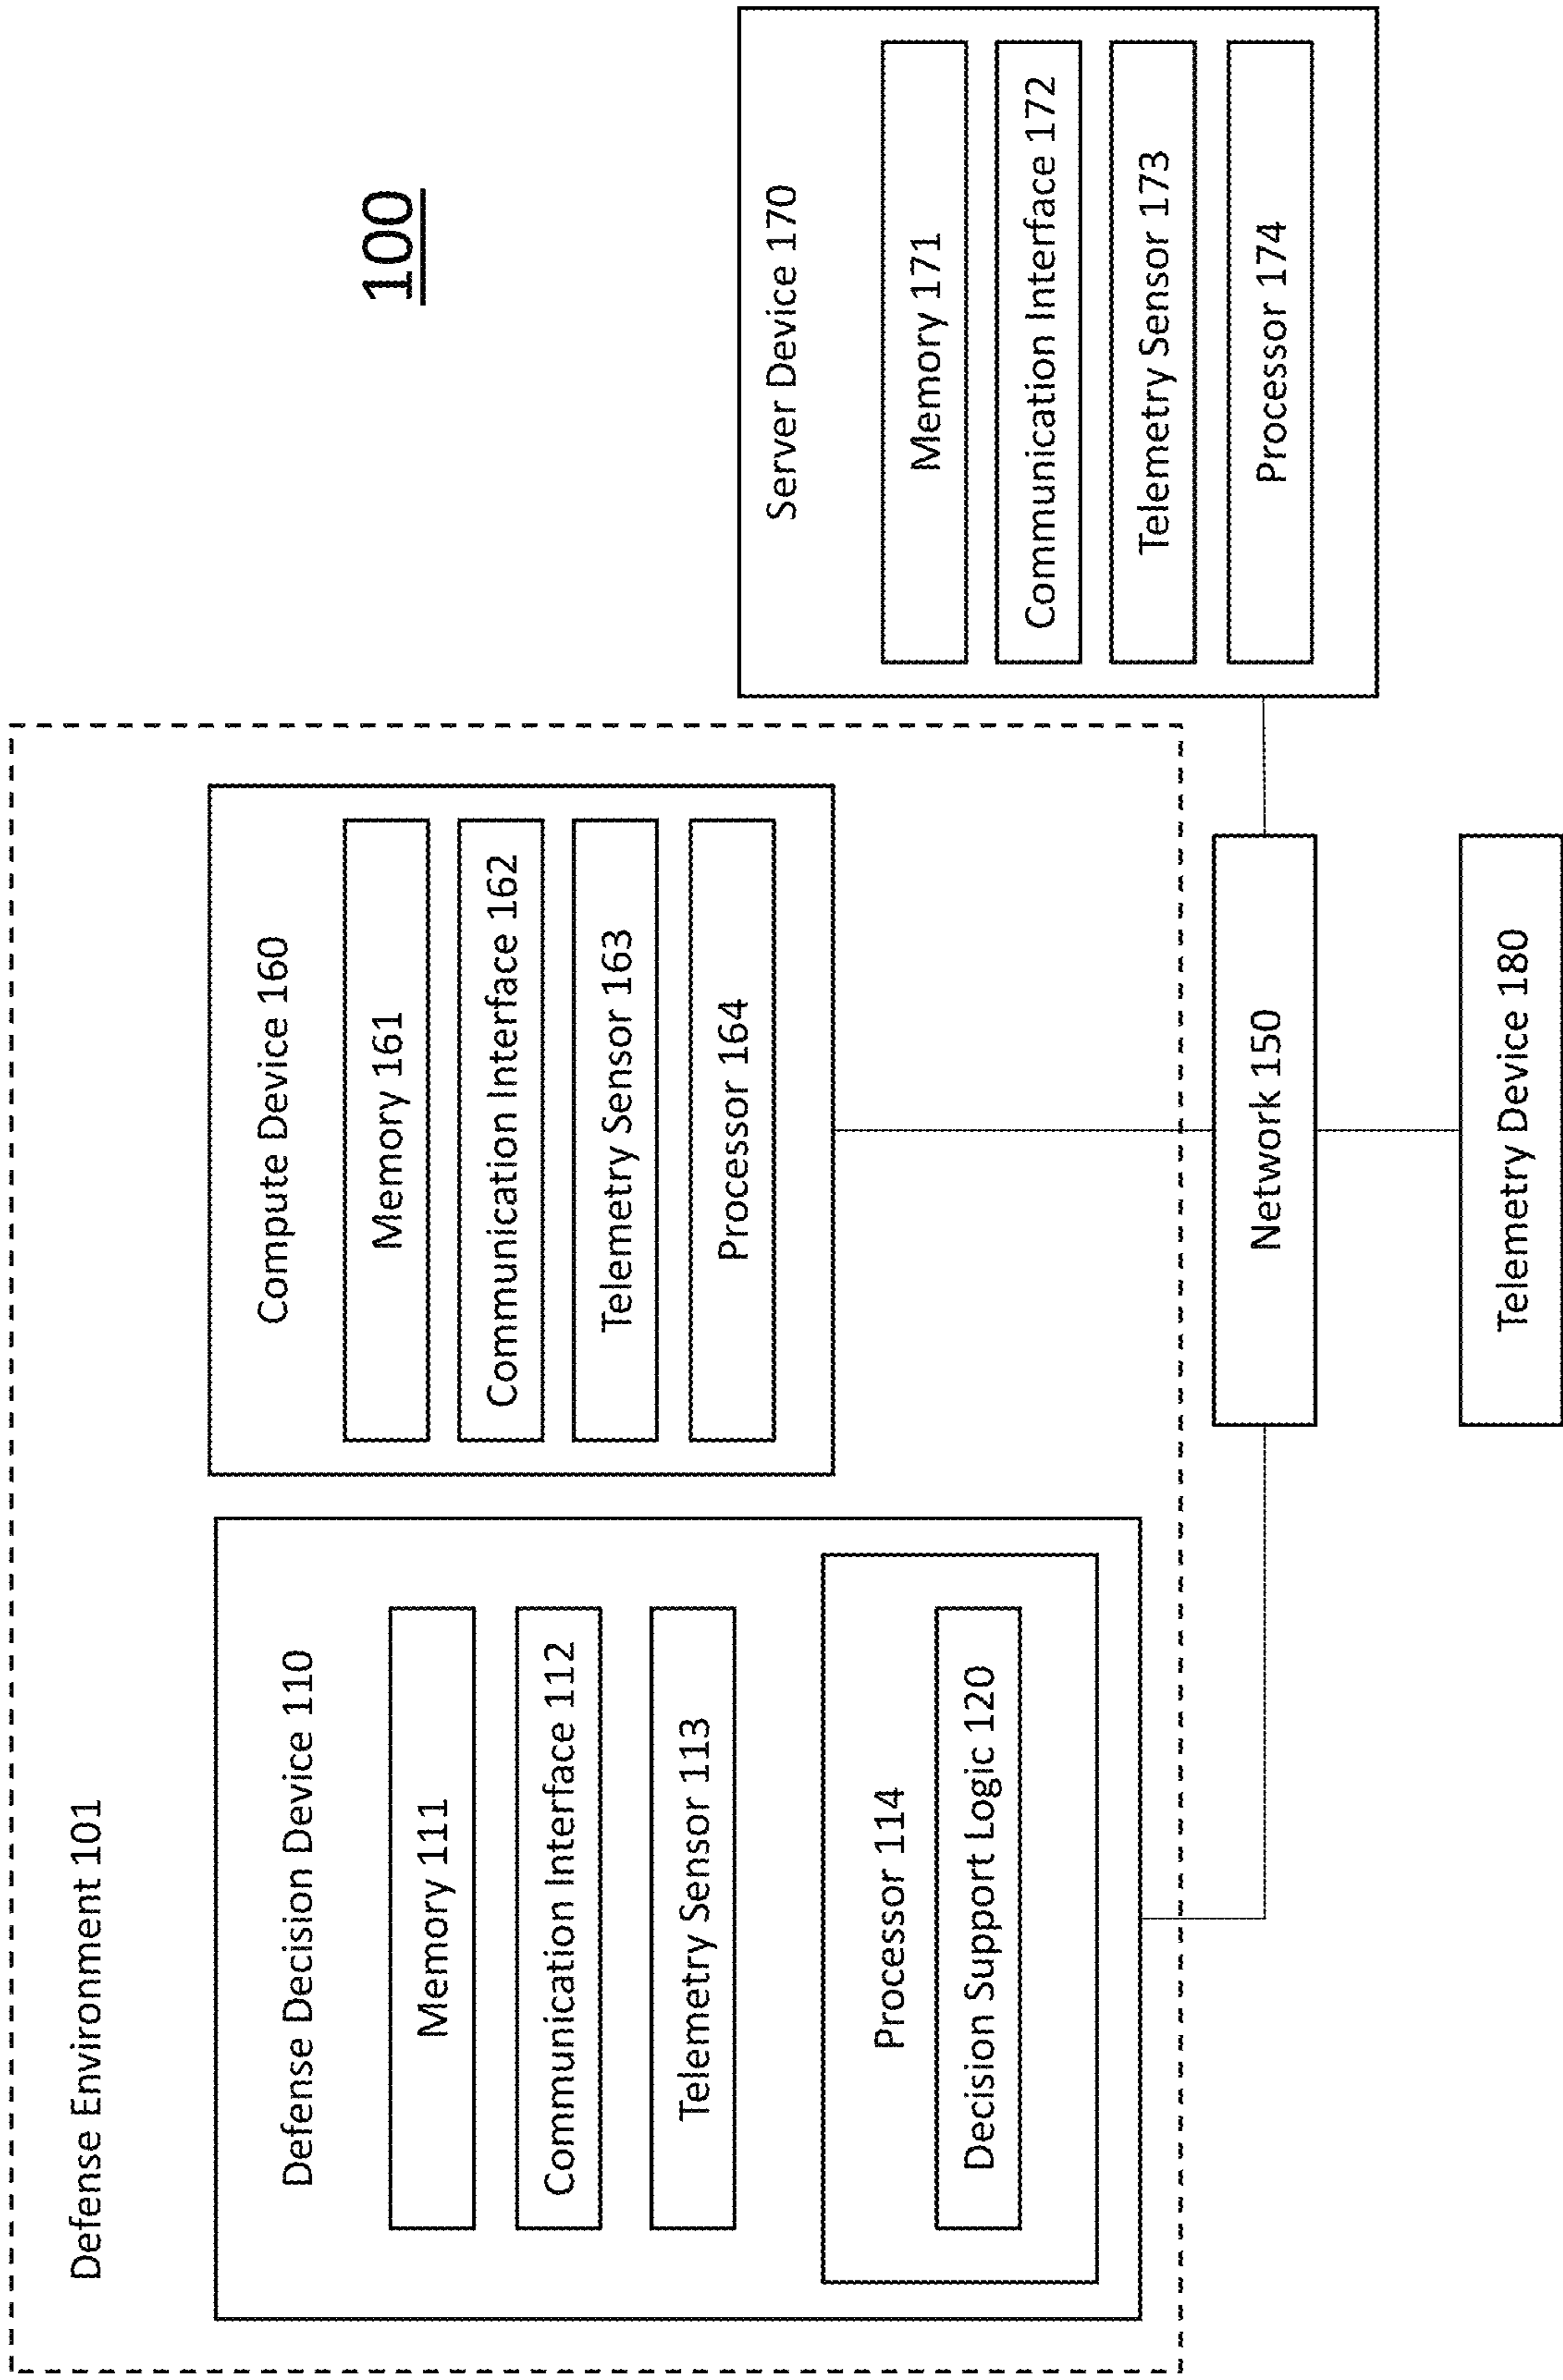 100
Defense Environment 101
Defense Decision Device 110
Memory 111
Communication Interface 112
Telemetry Sensor 113
Processor 114
Decision Support Logic 120
Compute Device 160
Memory 161
Communication Interface 162
Telemetry Sensor 163
Processor 164
Server Device 170
Memory 171
Communication Interface 172
Telemetry Sensor 173
Processor 174
Network 150
Telemetry Device 180